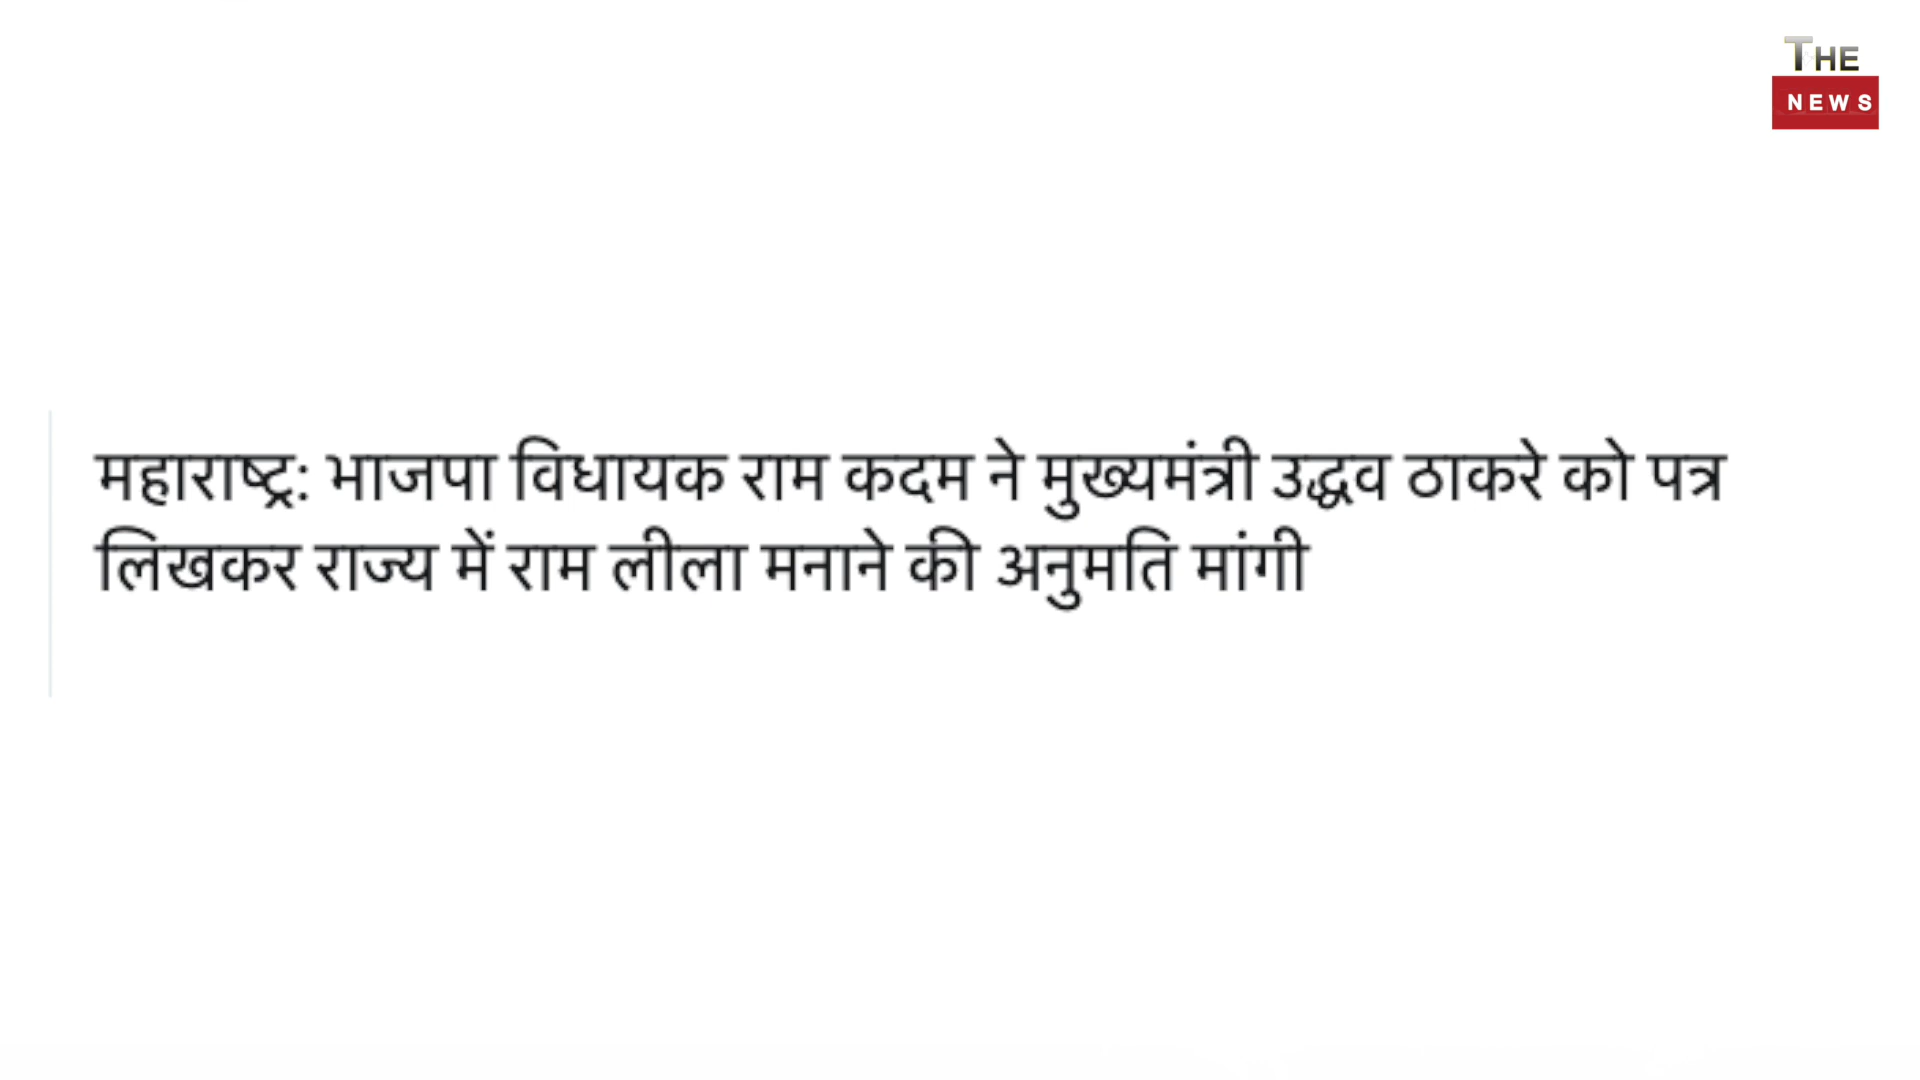 THE
NEWS
महाराष्ट्र: भाजपा विधायक राम कदम ने मुख्यमंत्री उद्धव ठाकरे को पत्र
लिखकर राज्य में राम लीला मनाने की अनुमति मांगी